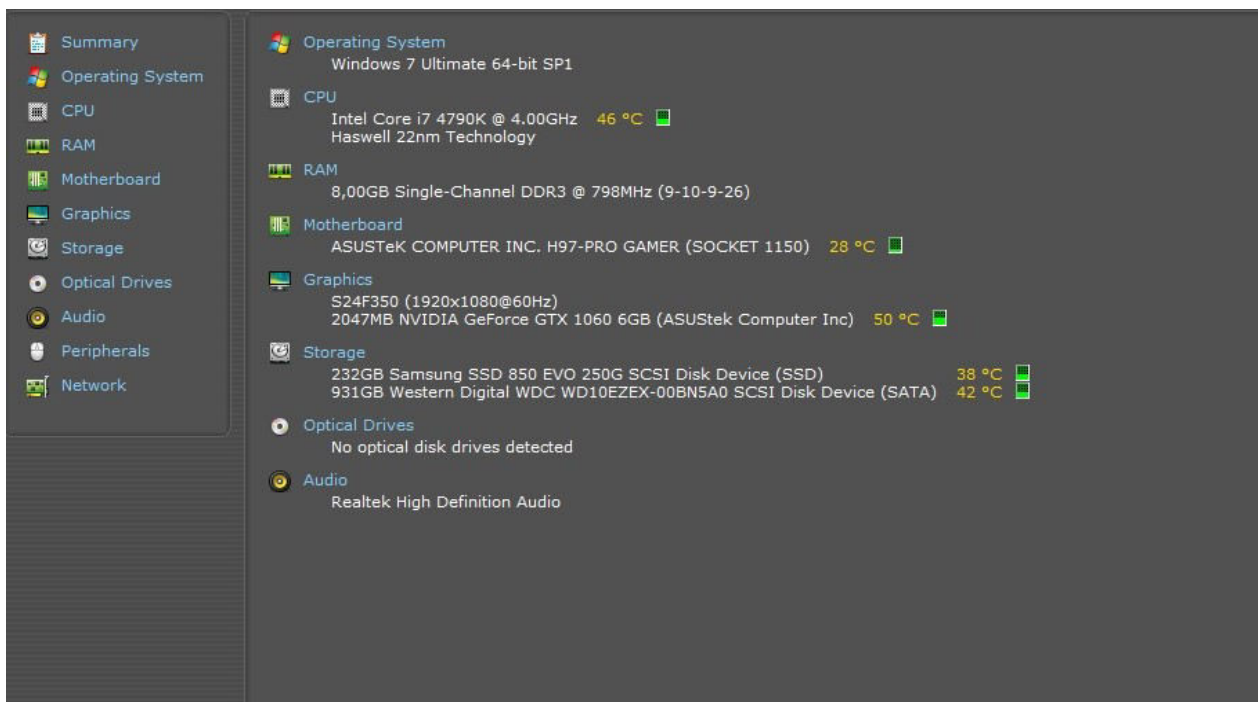 Summary
Operating System
CPU
RAM
Motherboard
Graphics
Storage
Optical Drives
Audio
Peripherals
Network
Operating System
Windows 7 Ultimate 64-bit SP1
CPU
Intel Core i7 4790K @ 4.00GHz 46 °C
Haswell 22nm Technology
RAM
8,00GB Single-Channel DDR3 @ 798MHz (9-10-9-26)
Motherboard
ASUSTeK COMPUTER INC. H97-PRO GAMER (SOCKET 1150) 28 °C
Graphics
S24F350 (1920x1080@60Hz)
2047MB NVIDIA GeForce GTX 1060 6GB (ASUStek Computer Inc) 50 °C
Storage
232GB Samsung SSD 850 EVO 250G SCSI Disk Device (SSD) 38 °C
931GB Western Digital WDC WD10EZEX-00BN5A0 SCSI Disk Device (SATA) 42 °C
Optical Drives
No optical disk drives detected
Audio
Realtek High Definition Audio